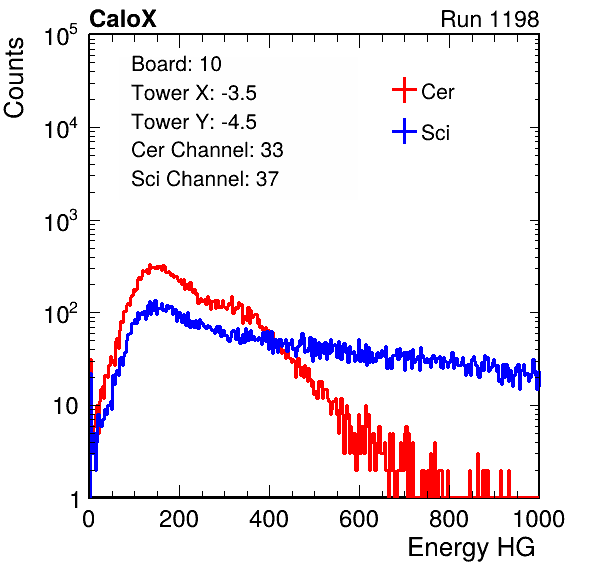 CaloX Run 1198
Counts
10^5
10^4
10^3
10^2
10
1
Board: 10
Tower X: -3.5
Tower Y: -4.5
Cer Channel: 33
Sci Channel: 37
Cer
Sci
0 200 400 600 800 1000
Energy HG